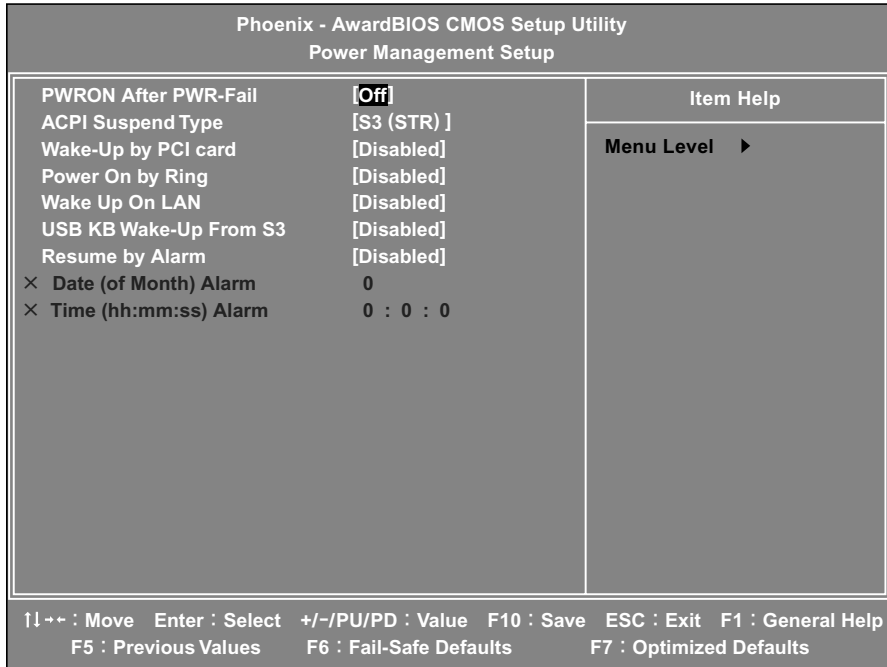 Phoenix - AwardBIOS CMOS Setup Utility
Power Management Setup
PWRON After PWR-Fail [Off]
ACPI Suspend Type [S3 (STR) ]
Wake-Up by PCI card [Disabled]
Power On by Ring [Disabled]
Wake Up On LAN [Disabled]
USB KB Wake-Up From S3 [Disabled]
Resume by Alarm [Disabled]
× Date (of Month) Alarm 0
× Time (hh:mm:ss) Alarm 0 : 0 : 0
Item Help
Menu Level ▶
↑↓→← : Move Enter : Select +/-/PU/PD : Value F10 : Save ESC : Exit F1 : General Help
F5 : Previous Values F6 : Fail-Safe Defaults F7 : Optimized Defaults